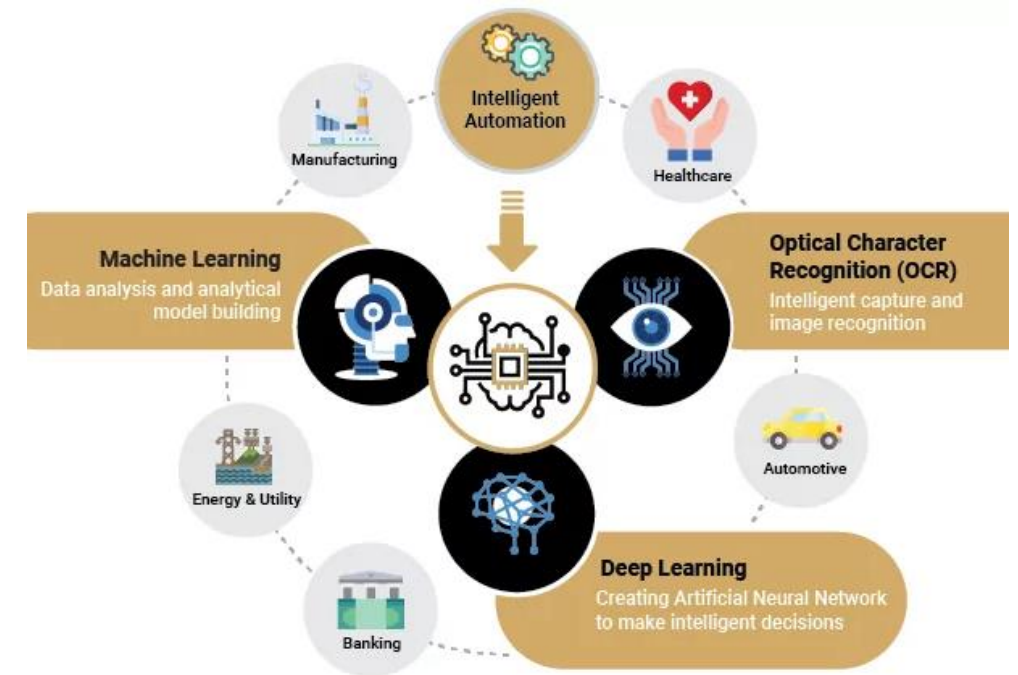 Intelligent
Automation
Manufacturing
Healthcare
Machine Learning
Data analysis and analytical
model building
Optical Character
Recognition (OCR)
Intelligent capture and
image recognition
Energy & Utility
Automotive
Banking
Deep Learning
Creating Artificial Neural Network
to make intelligent decisions